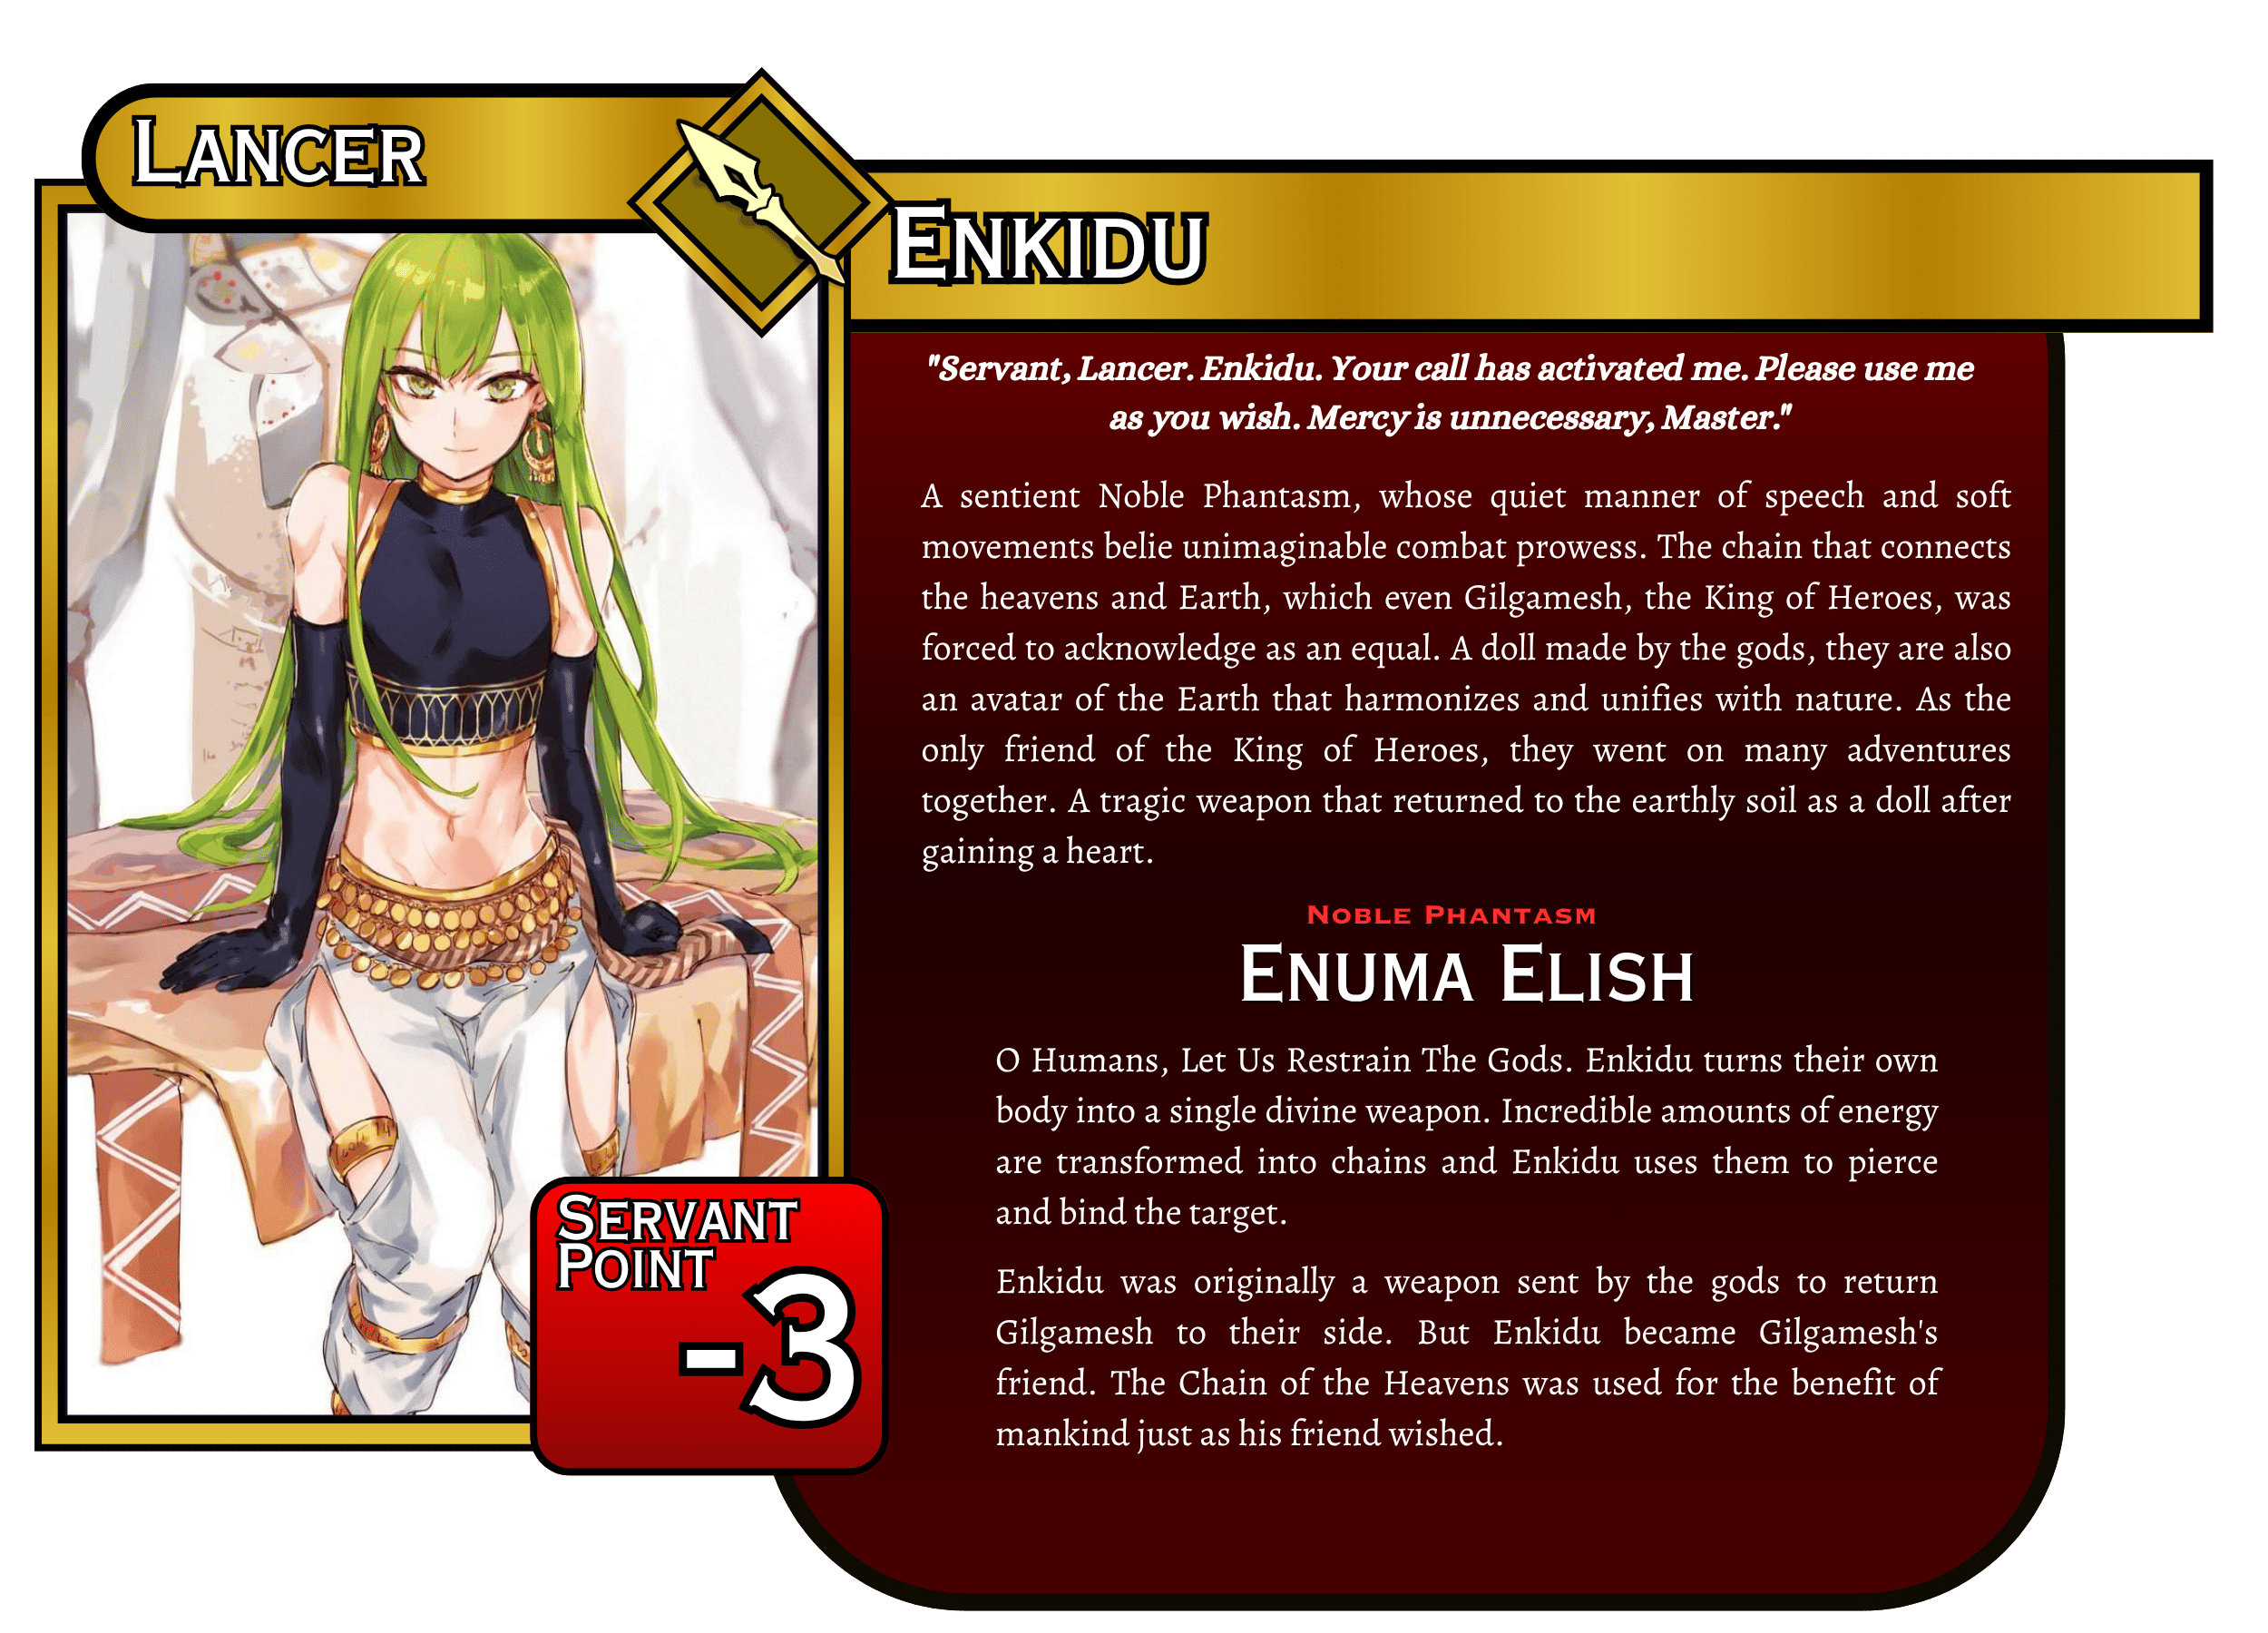 LANCER
ENKIDU
"Servant, Lancer. Enkidu. Your call has activated me. Please use me
as you wish. Mercy is unnecessary, Master."
A sentient Noble Phantasm, whose quiet manner of speech and soft
movements belie unimaginable combat prowess. The chain that connects
the heavens and Earth, which even Gilgamesh, the King of Heroes, was
forced to acknowledge as an equal. A doll made by the gods, they are also
an avatar of the Earth that harmonizes and unifies with nature. As the
only friend of the King of Heroes, they went on many adventures
together. A tragic weapon that returned to the earthly soil as a doll after
gaining a heart.
NOBLE PHANTASM
ENUMA ELISH
O Humans, Let Us Restrain The Gods. Enkidu turns their own
body into a single divine weapon. Incredible amounts of energy
are transformed into chains and Enkidu uses them to pierce
and bind the target.
Enkidu was originally a weapon sent by the gods to return
Gilgamesh to their side. But Enkidu became Gilgamesh's
friend. The Chain of the Heavens was used for the benefit of
mankind just as his friend wished.
SERVANT
POINT
-3